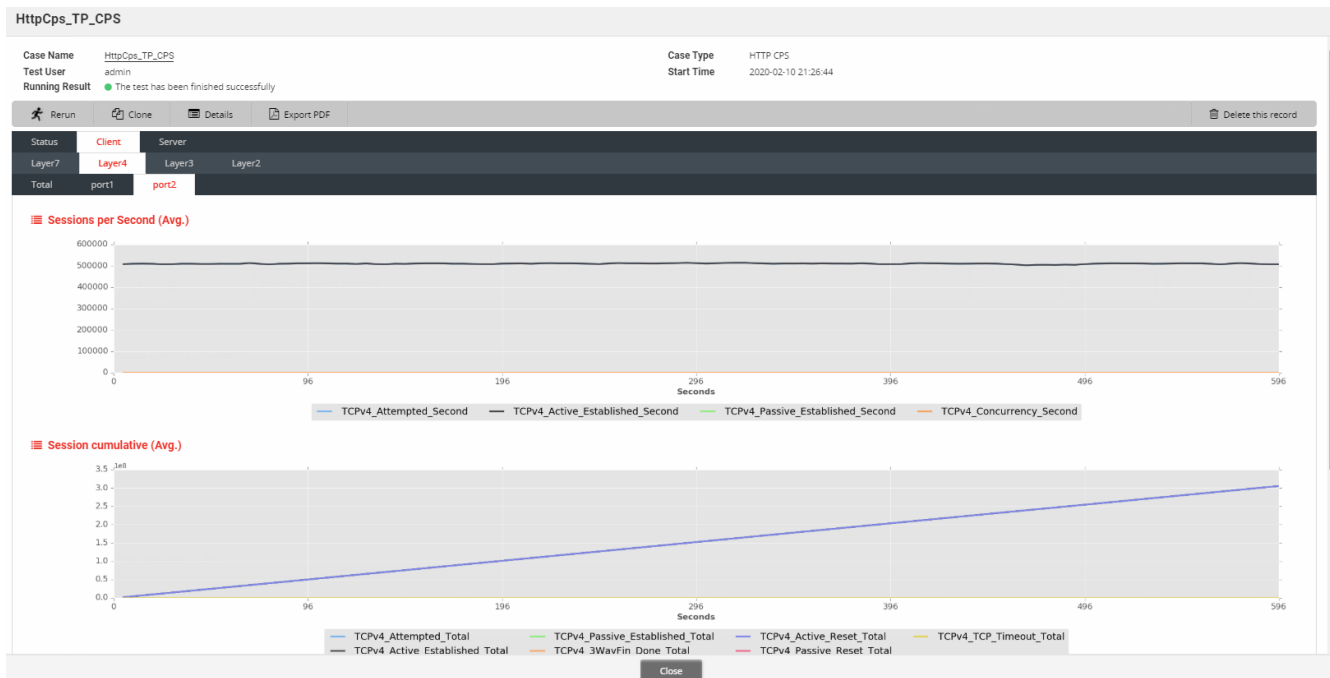 HttpCps_TP_CPS
Case Name HttpCps_TP_CPS Case Type HTTP CPS
Test User admin Start Time 2020-02-10 21:26:44
Running Result The test has been finished successfully
Rerun Clone Details Export PDF Delete this record
Status Client Server
Layer7 Layer4 Layer3 Layer2
Total port1 port2
Sessions per Second (Avg.)
600000
500000
400000
300000
200000
100000
0
0 96 196 296 396 496 596
Seconds
TCPv4_Attempted_Second TCPv4_Active_Established_Second TCPv4_Passive_Established_Second TCPv4_Concurrency_Second
Session cumulative (Avg.)
1e8
3.5
3.0
2.5
2.0
1.5
1.0
0.5
0.0
0 96 196 296 396 496 596
Seconds
TCPv4_Attempted_Total TCPv4_Passive_Established_Total TCPv4_Active_Reset_Total TCPv4_TCP_Timeout_Total
TCPv4_Active_Established_Total TCPv4_3WayFin_Done_Total TCPv4_Passive_Reset_Total
Close